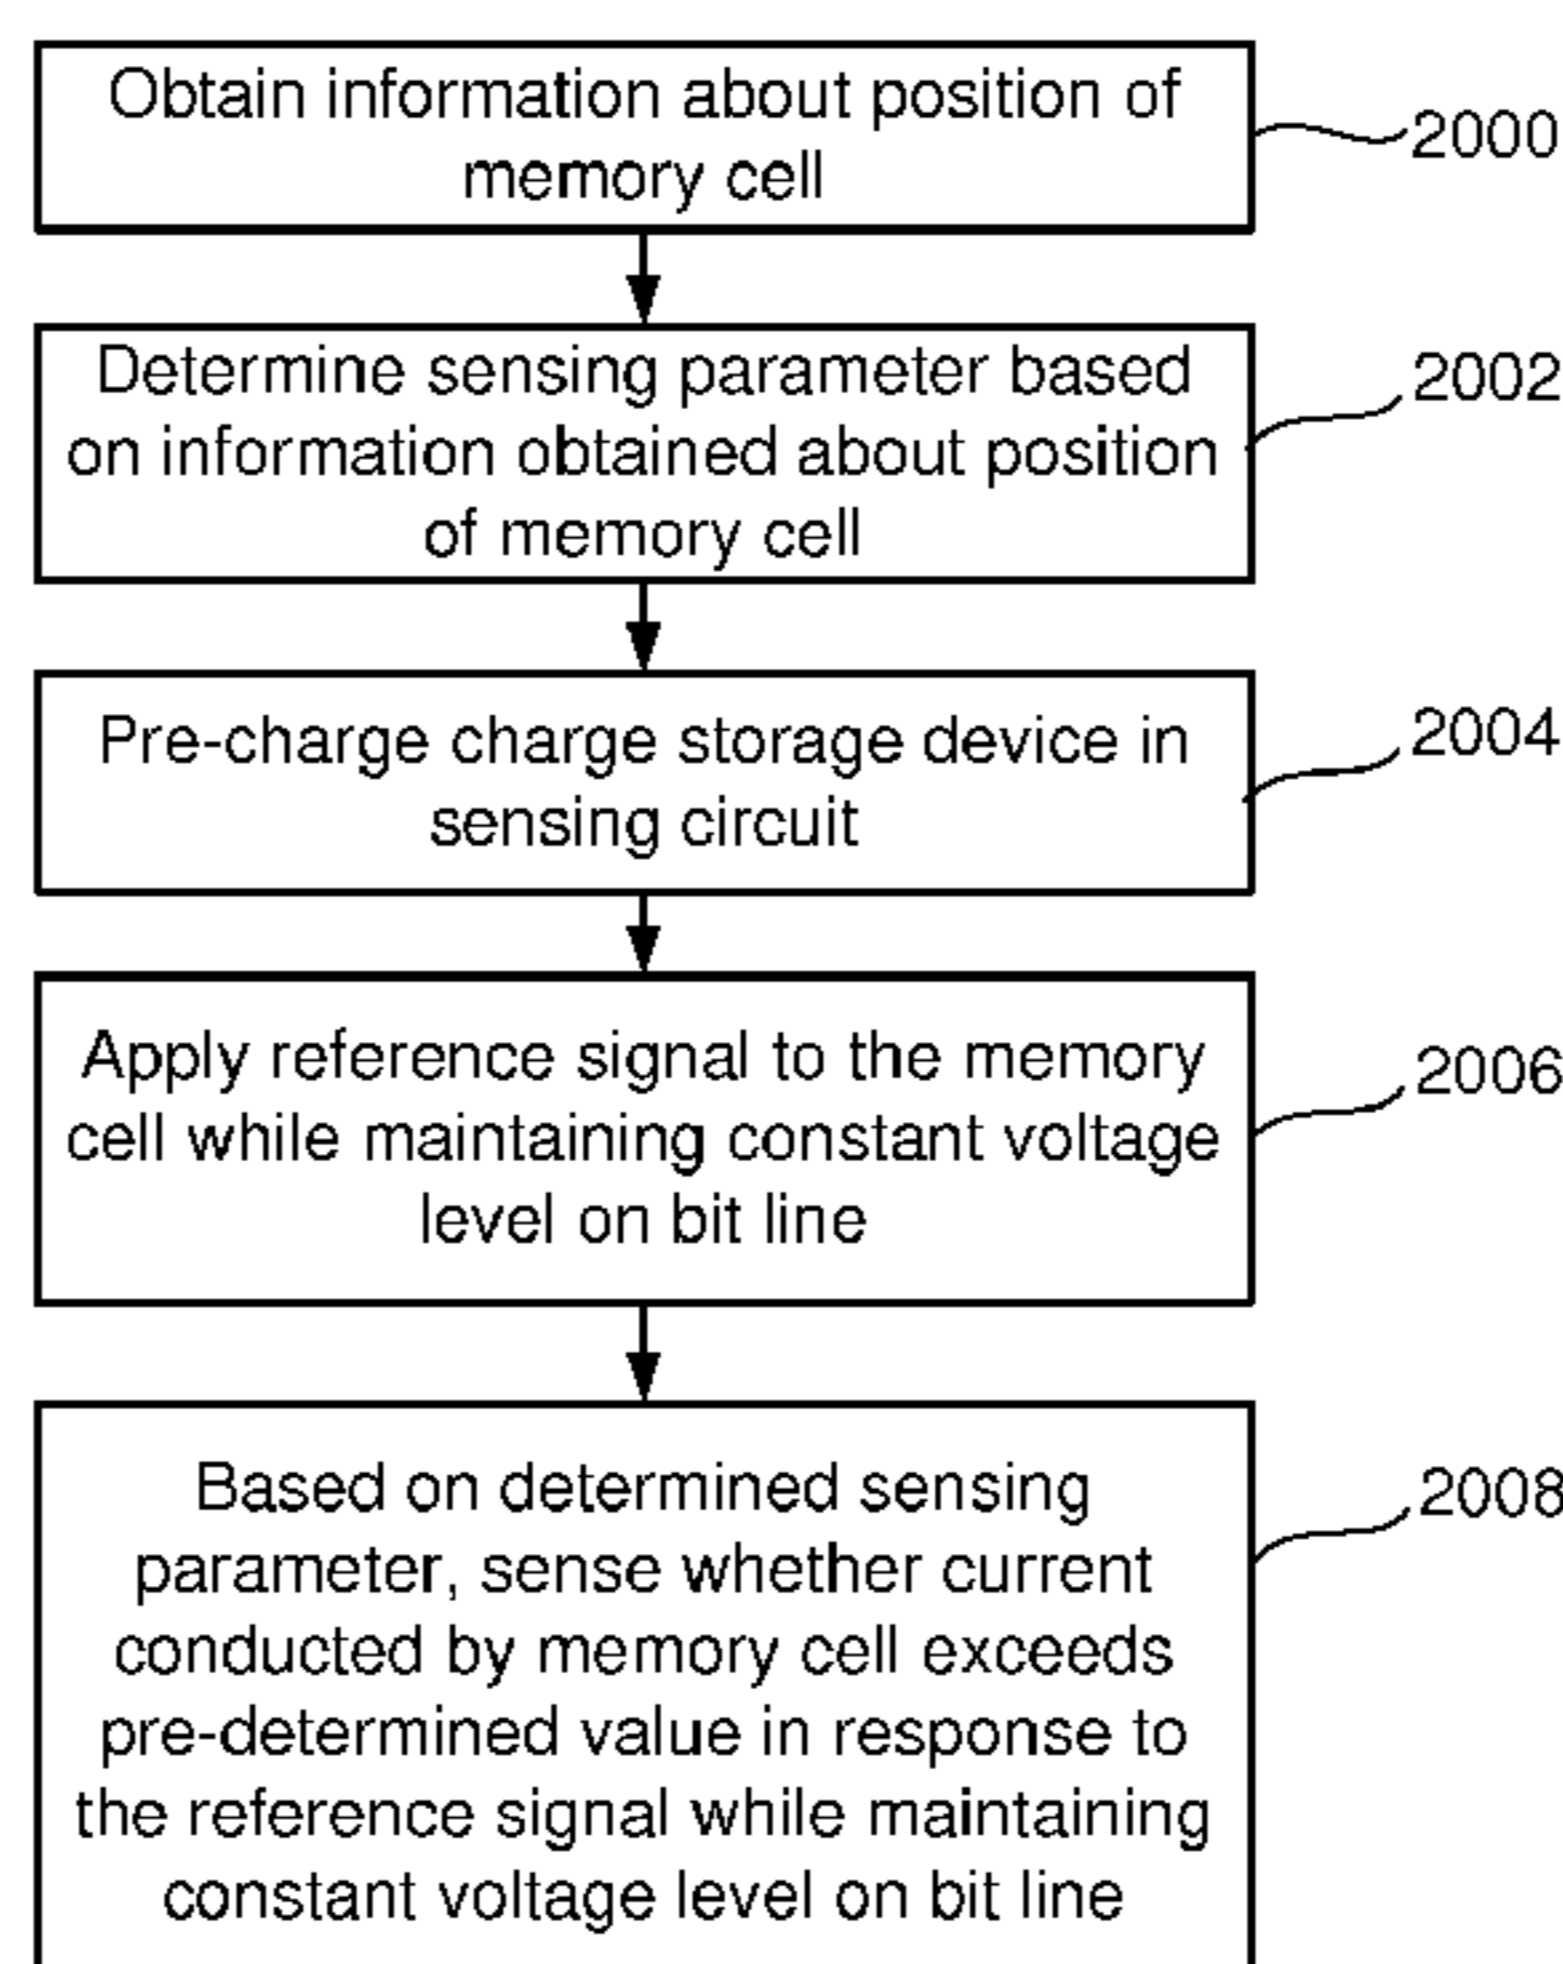 Obtain information about position of
memory cell
2000
Determine sensing parameter based
on information obtained about position
of memory cell
2002
Pre-charge charge storage device in
sensing circuit
2004
Apply reference signal to the memory
cell while maintaining constant voltage
level on bit line
2006
Based on determined sensing
parameter, sense whether current
conducted by memory cell exceeds
pre-determined value in response to
the reference signal while maintaining
constant voltage level on bit line
2008